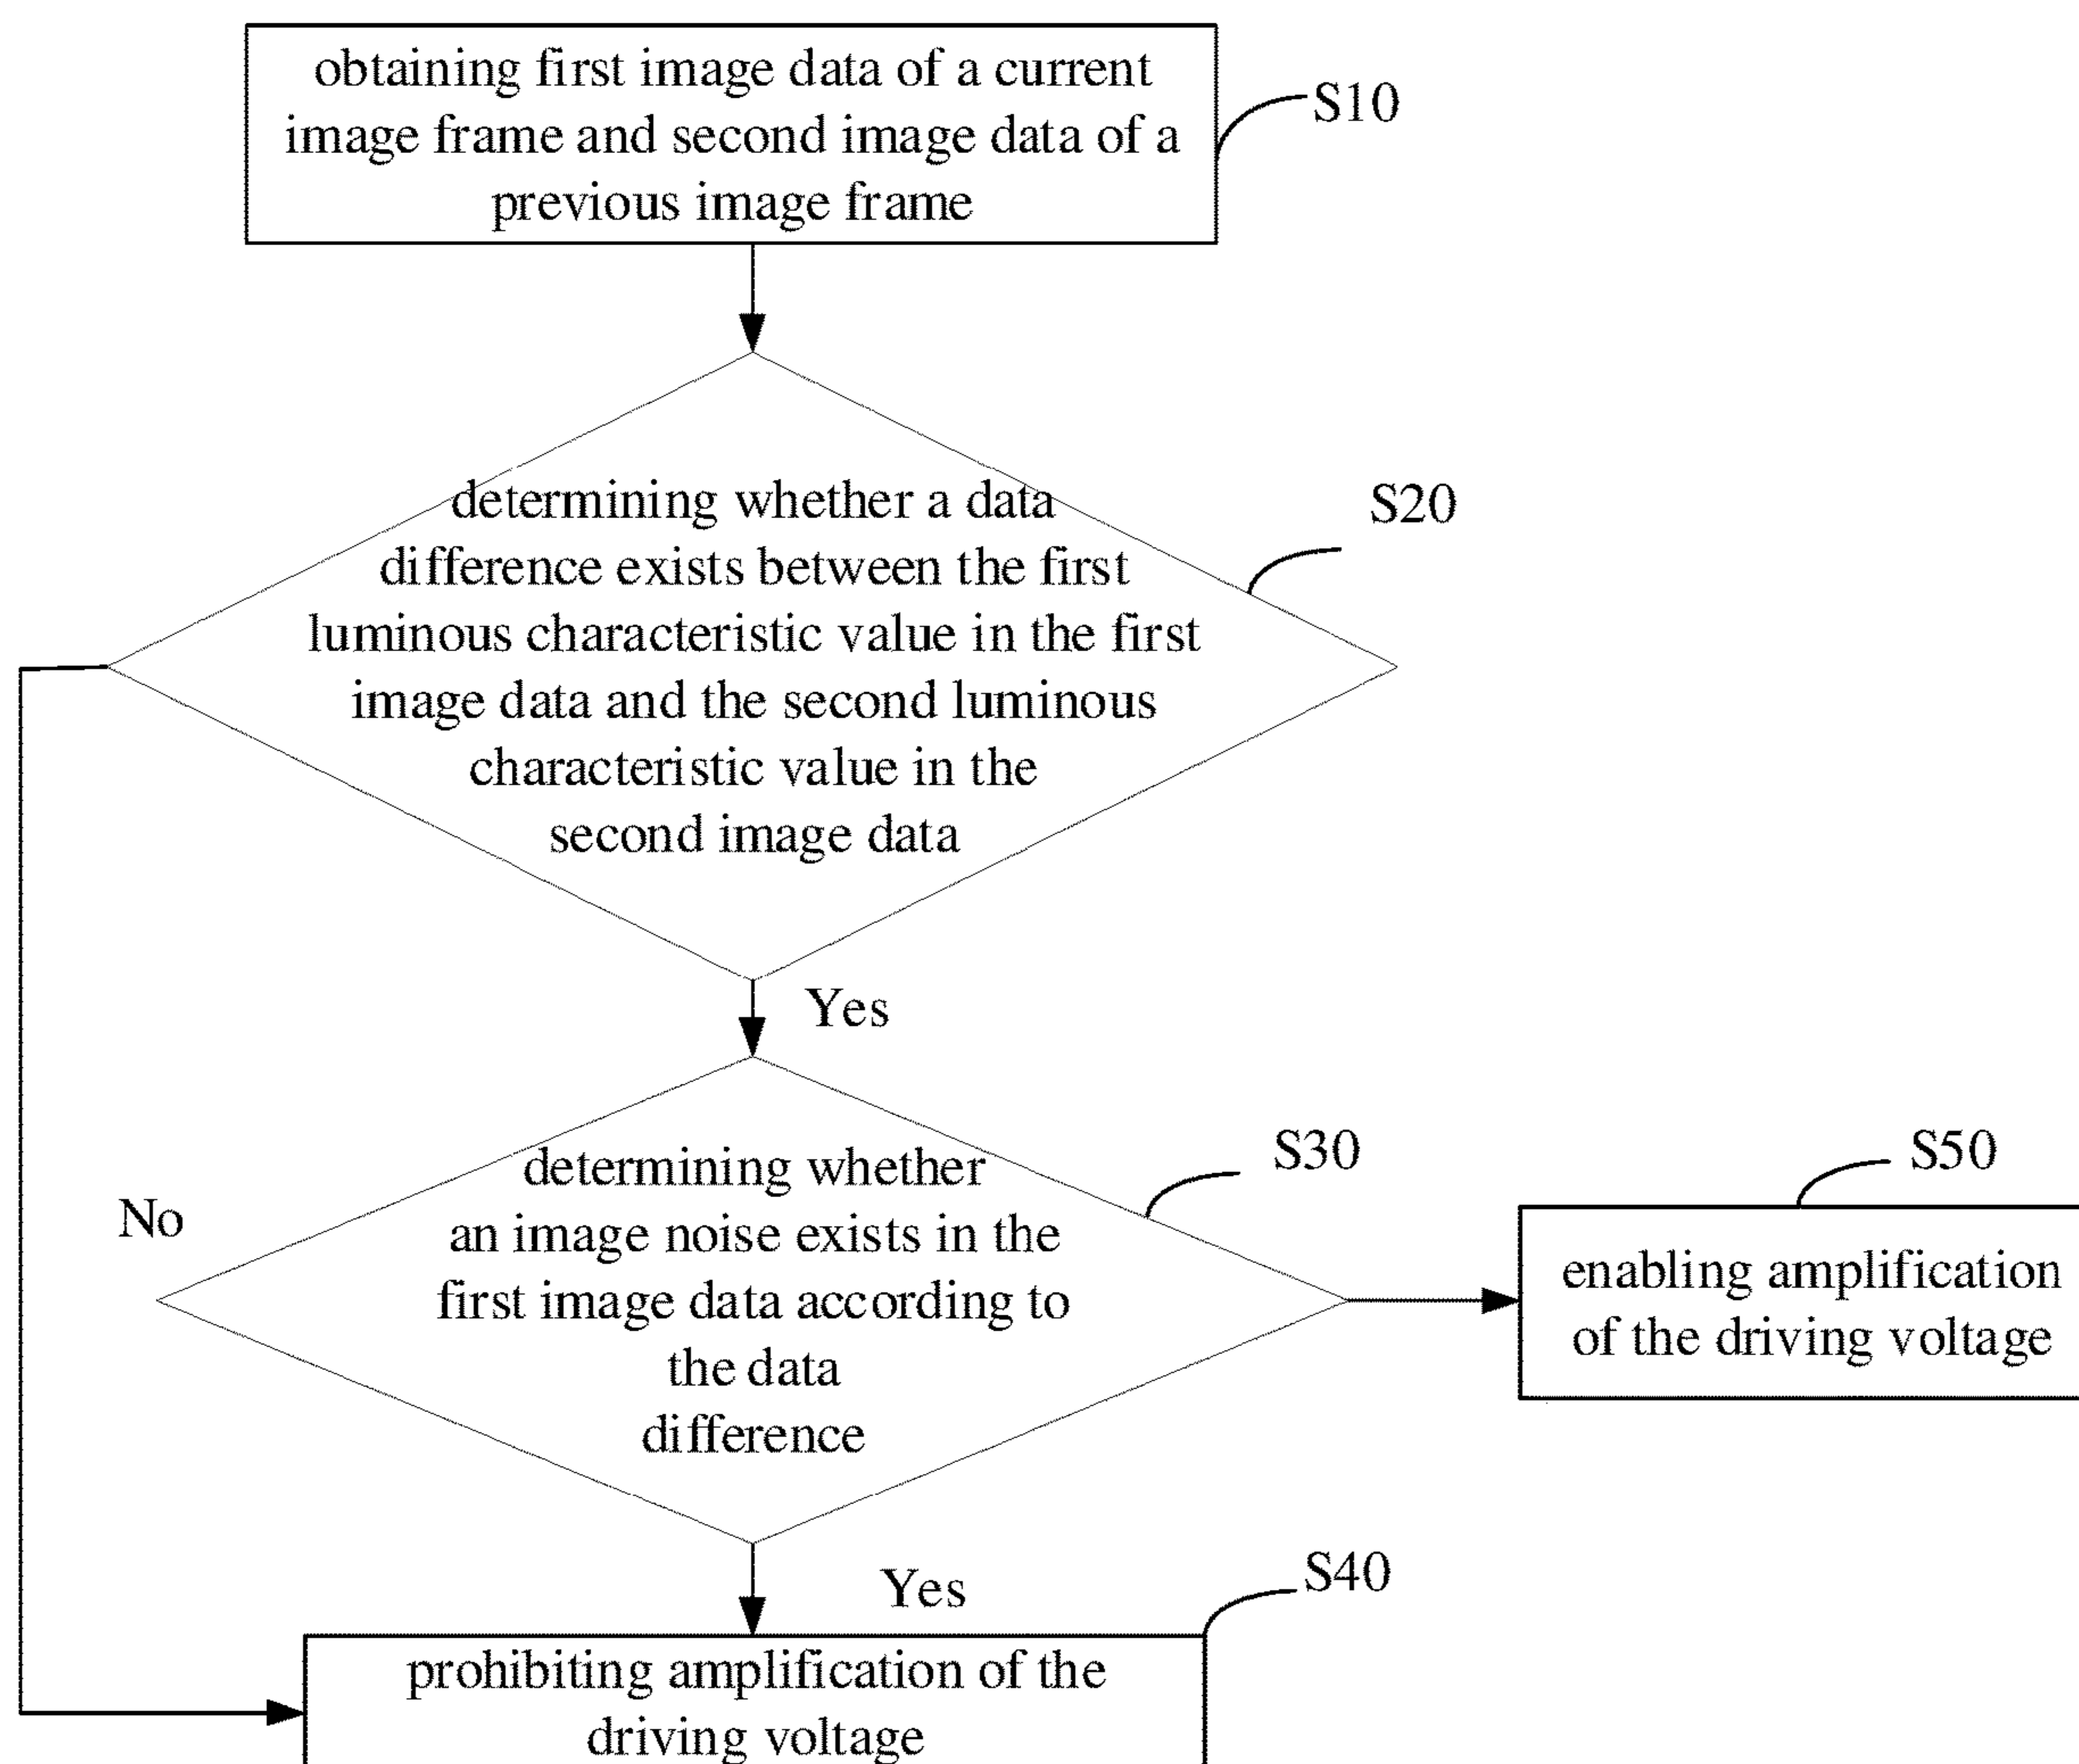 obtaining first image data of a current
image frame and second image data of a
previous image frame
S10
determining whether a data
difference exists between the first
luminous characteristic value in the first
image data and the second luminous
characteristic value in the
second image data
S20
Yes
determining whether
an image noise exists in the
first image data according to
the data
difference
S30
No
S50
enabling amplification
of the driving voltage
Yes
S40
prohibiting amplification of the
driving voltage